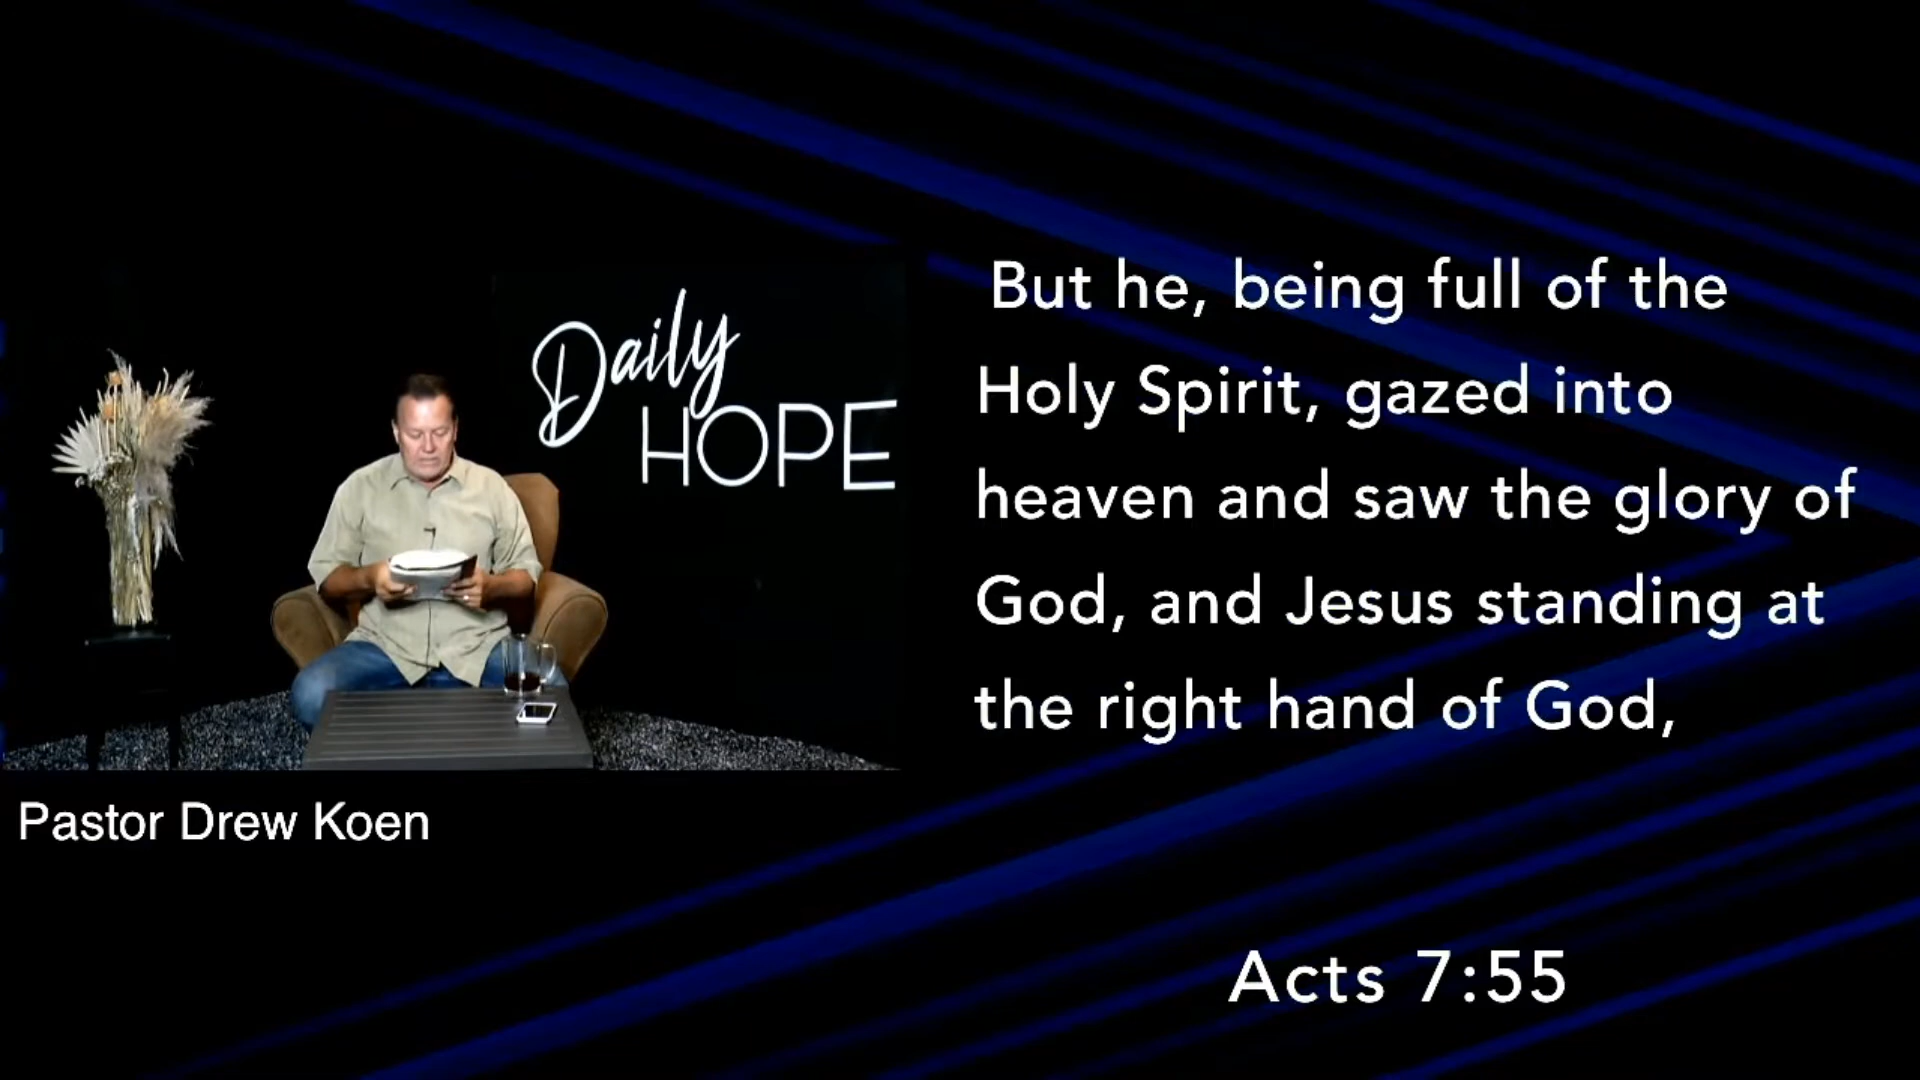 Daily
HOPE
Pastor Drew Koen
But he, being full of the
Holy Spirit, gazed into
heaven and saw the glory of
God, and Jesus standing at
the right hand of God,
Acts 7:55